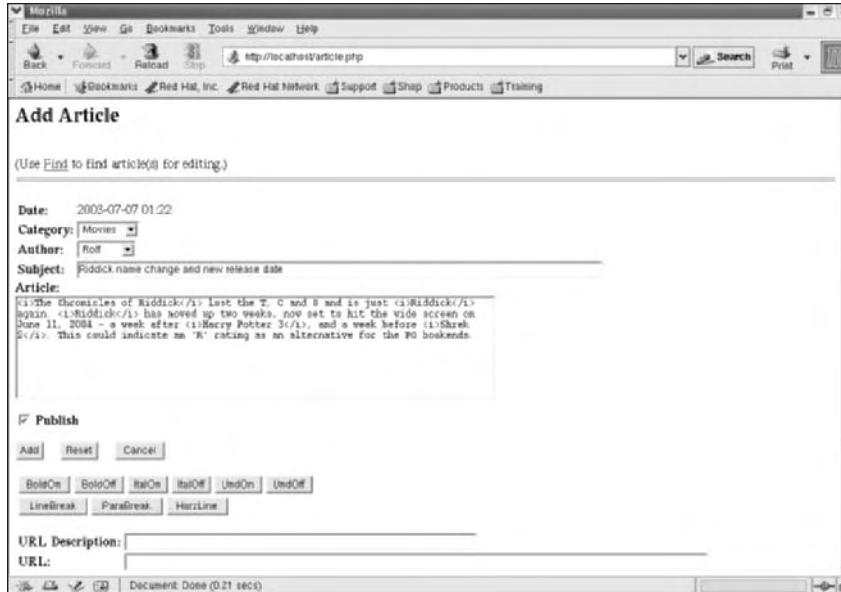 Mozilla
File Edit View Go Bookmarks Tools Window Help
Back Forward Reload Stop http://localhost/article.php Search Print
Home Bookmarks Red Hat, Inc. Red Hat Network Support Shop Products Training
Add Article
(Use Find to find article(s) for editing.)
Date: 2003-07-07 01:22
Category: Movies
Author: Rolf
Subject: Riddick name change and new release date
Article:
<i>The Chronicles of Riddick</i> lost the T, C and O and is just <i>Riddick</i>
again. <i>Riddick</i> has moved up two weeks, now set to hit the wide screen on
June 11, 2004 - a week after <i>Harry Potter 3</i>, and a week before <i>Shrek
2</i>. This could indicate an 'R' rating as an alternative for the PG bookends.
Publish
Add Reset Cancel
BoldOn BoldOff ItalOn ItalOff UndOn UndOff
LineBreak ParaBreak HorzLine
URL Description:
URL:
Document: Done (0.21 secs)